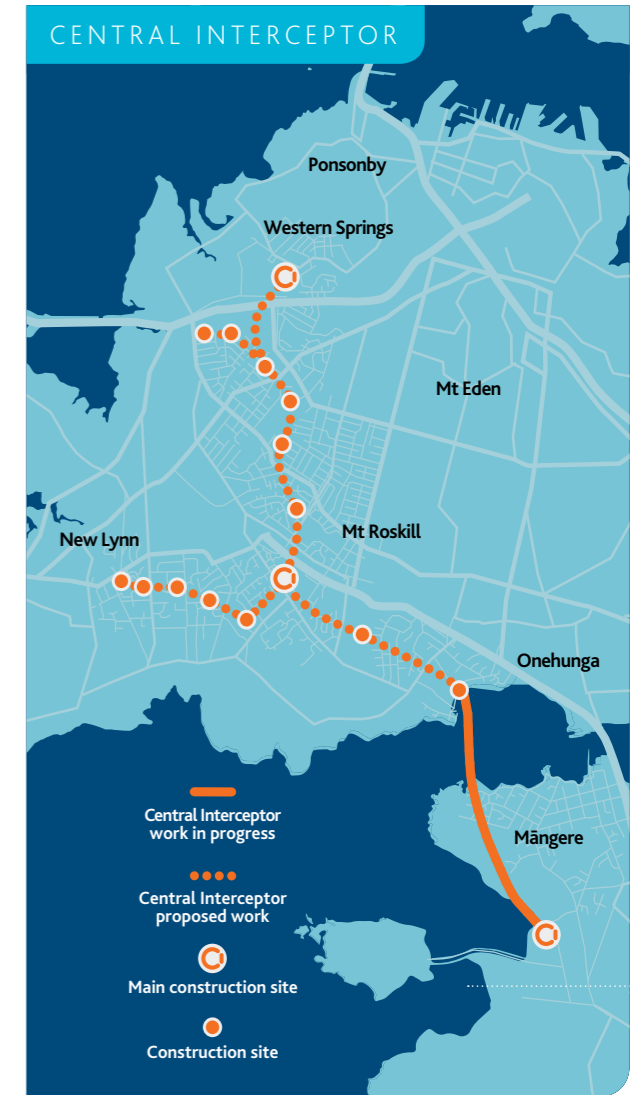 CENTRAL INTERCEPTOR
Ponsonby
Western Springs
Mt Eden
New Lynn
Mt Roskill
Onehunga
Central Interceptor
work in progress
Māngere
Central Interceptor
proposed work
Main construction site
Construction site